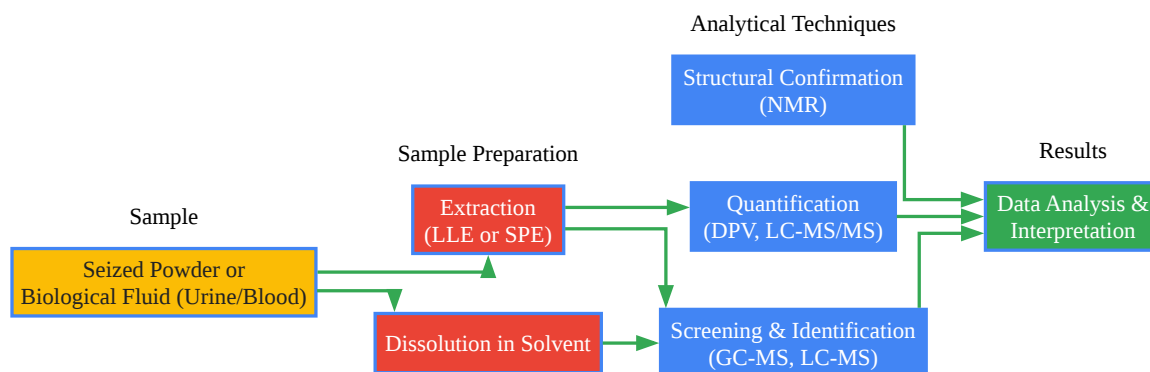 Analytical Techniques
Structural Confirmation
(NMR)
Sample Preparation
Results
Extraction
(LLE or SPE)
Quantification
(DPV, LC-MS/MS)
Data Analysis &
Interpretation
Sample
Seized Powder or
Biological Fluid (Urine/Blood)
Dissolution in Solvent
Screening & Identification
(GC-MS, LC-MS)